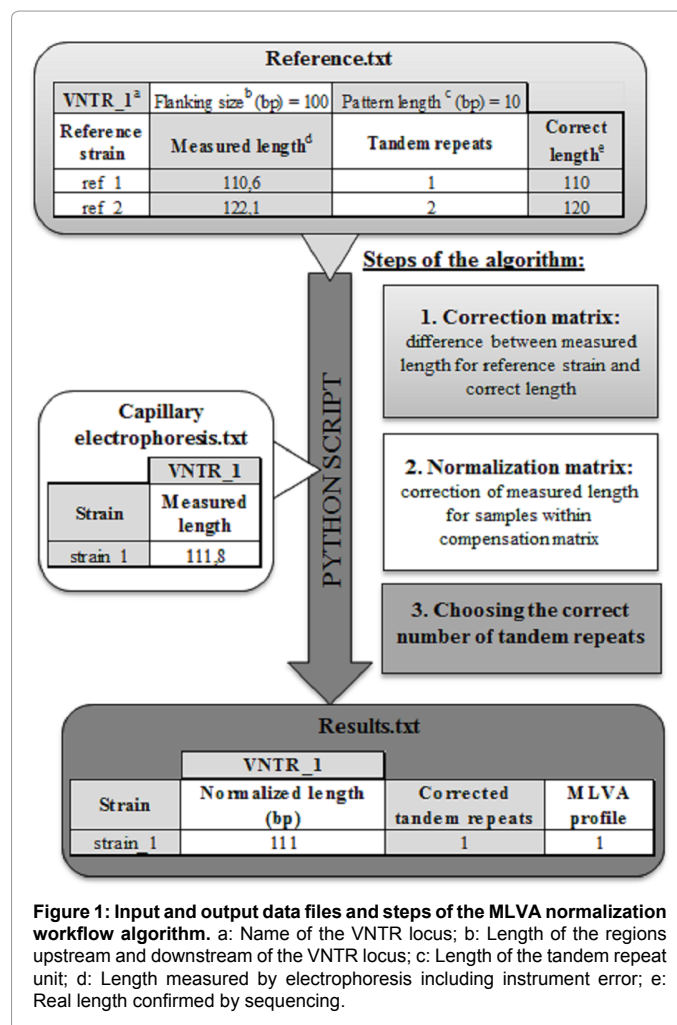 Reference.txt
VNTR_1a Flanking sizeb (bp) = 100 Pattern length c (bp) = 10
Reference strain Measured lengthd Tandem repeats Correct lengthe
ref_1 110,6 1 110
ref_2 122,1 2 120
Steps of the algorithm:
1. Correction matrix:
difference between measured
length for reference strain and
correct length
Capillary
electrophoresis.txt
VNTR_1
Strain Measured length
strain_1 111,8
PYTHON SCRIPT
2. Normalization matrix:
correction of measured length
for samples within
compensation matrix
3. Choosing the correct
number of tandem repeats
Results.txt
VNTR_1
Strain Normalized length (bp) Corrected tandem repeats MLVA profile
strain_1 111 1 1
Figure 1: Input and output data files and steps of the MLVA normalization
workflow algorithm. a: Name of the VNTR locus; b: Length of the regions
upstream and downstream of the VNTR locus; c: Length of the tandem repeat
unit; d: Length measured by electrophoresis including instrument error; e:
Real length confirmed by sequencing.